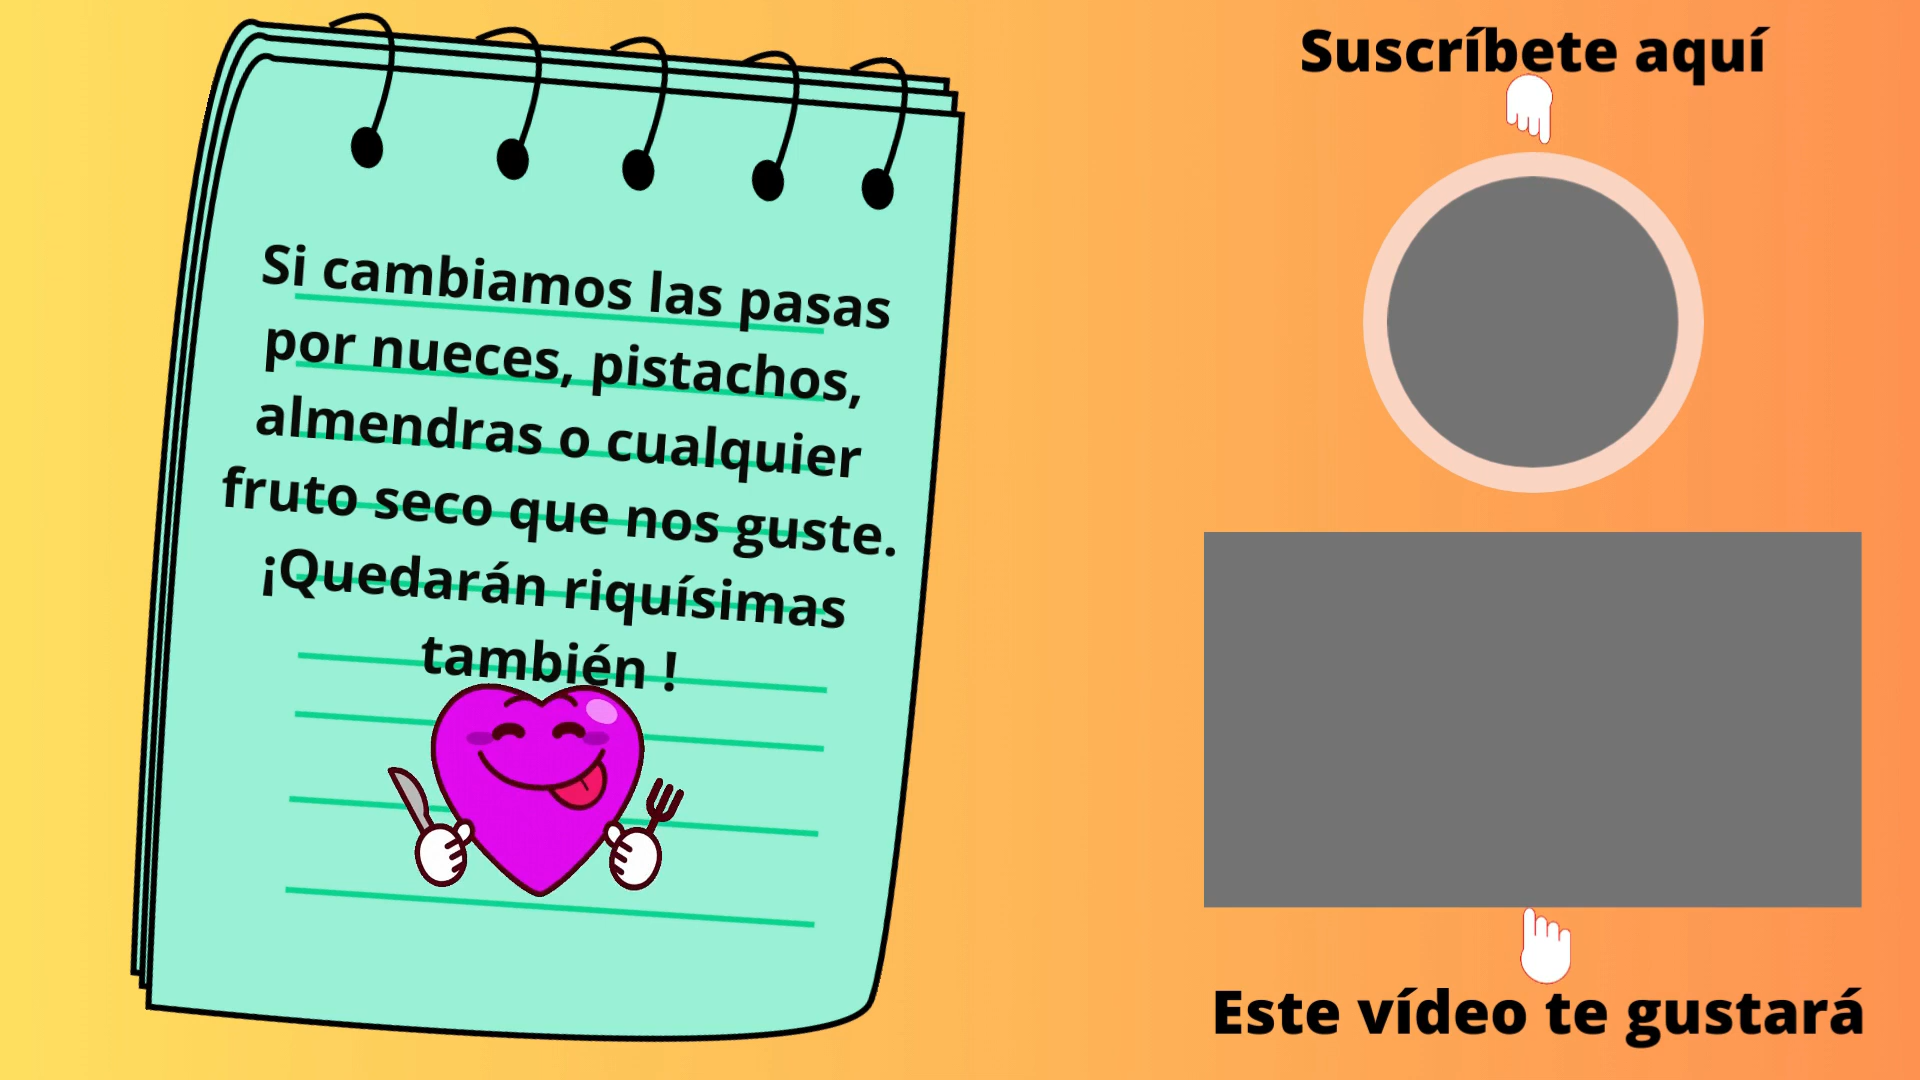 Si cambiamos las pasas
por nueces, pistachos,
almendras o cualquier
fruto seco que nos guste.
¡Quedarán riquísimas
también !
Suscríbete aquí
Este vídeo te gustará